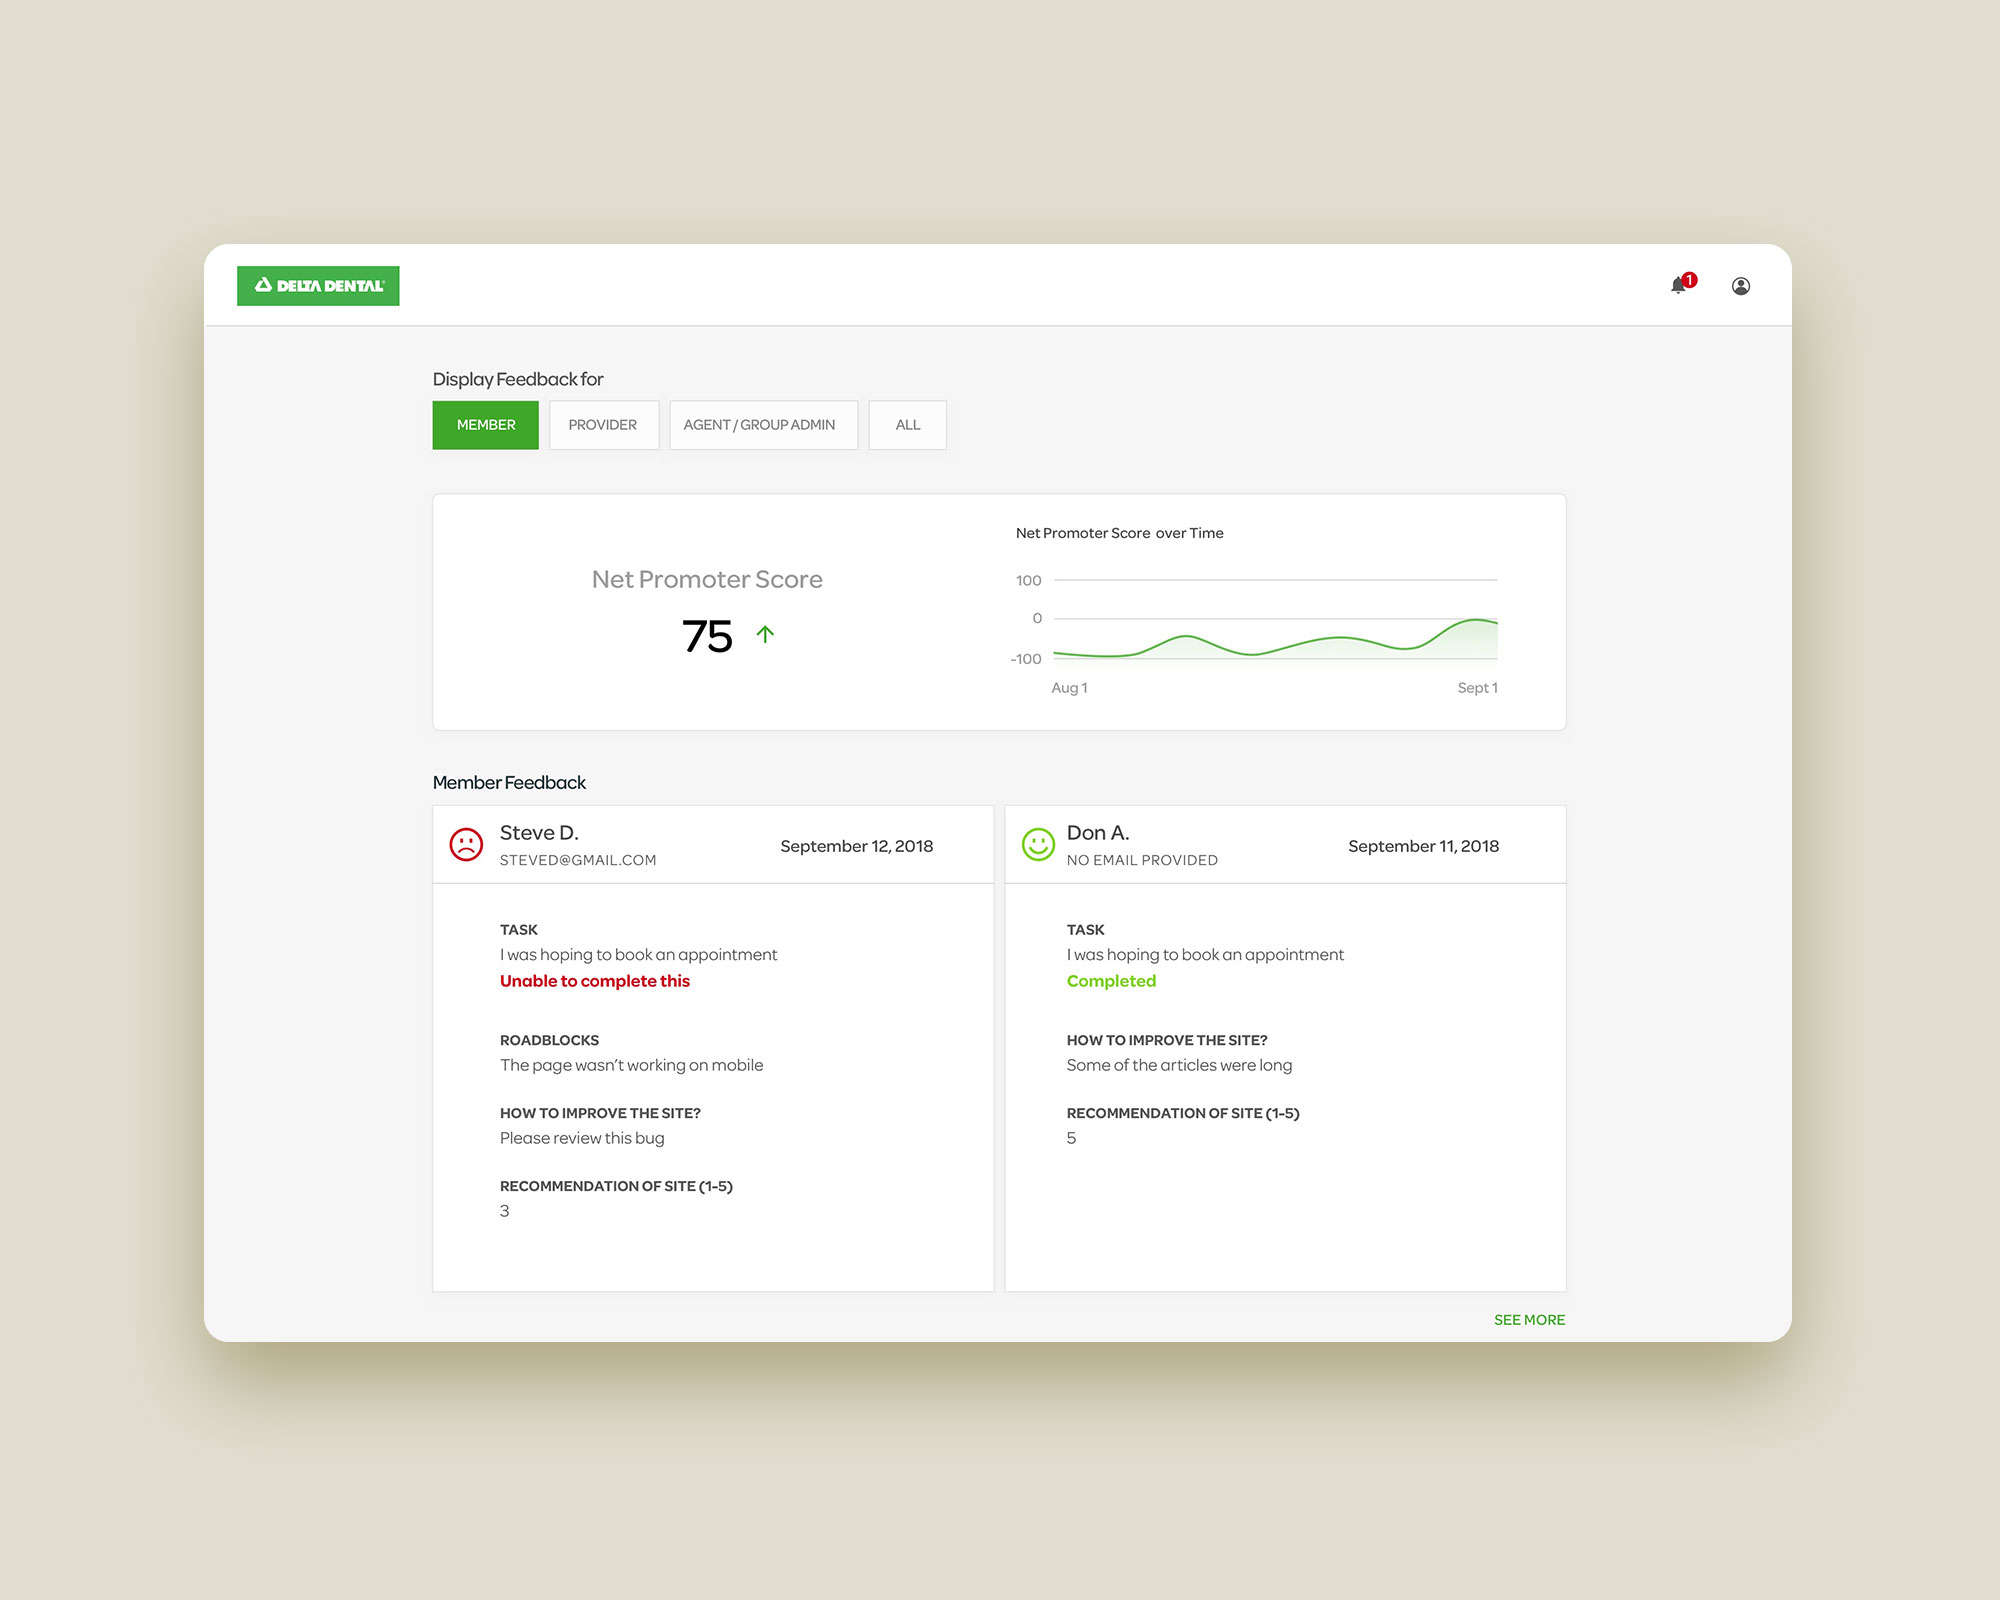 DELTA DENTAL
1
Display Feedback for
MEMBER
PROVIDER
AGENT / GROUP ADMIN
ALL
Net Promoter Score
75
Net Promoter Score over Time
100
0
-100
Aug 1
Sept 1
Member Feedback
Steve D.
STEVED@GMAIL.COM
September 12, 2018
TASK
I was hoping to book an appointment
Unable to complete this
ROADBLOCKS
The page wasn't working on mobile
HOW TO IMPROVE THE SITE?
Please review this bug
RECOMMENDATION OF SITE (1-5)
3
Don A.
NO EMAIL PROVIDED
September 11, 2018
TASK
I was hoping to book an appointment
Completed
HOW TO IMPROVE THE SITE?
Some of the articles were long
RECOMMENDATION OF SITE (1-5)
5
SEE MORE